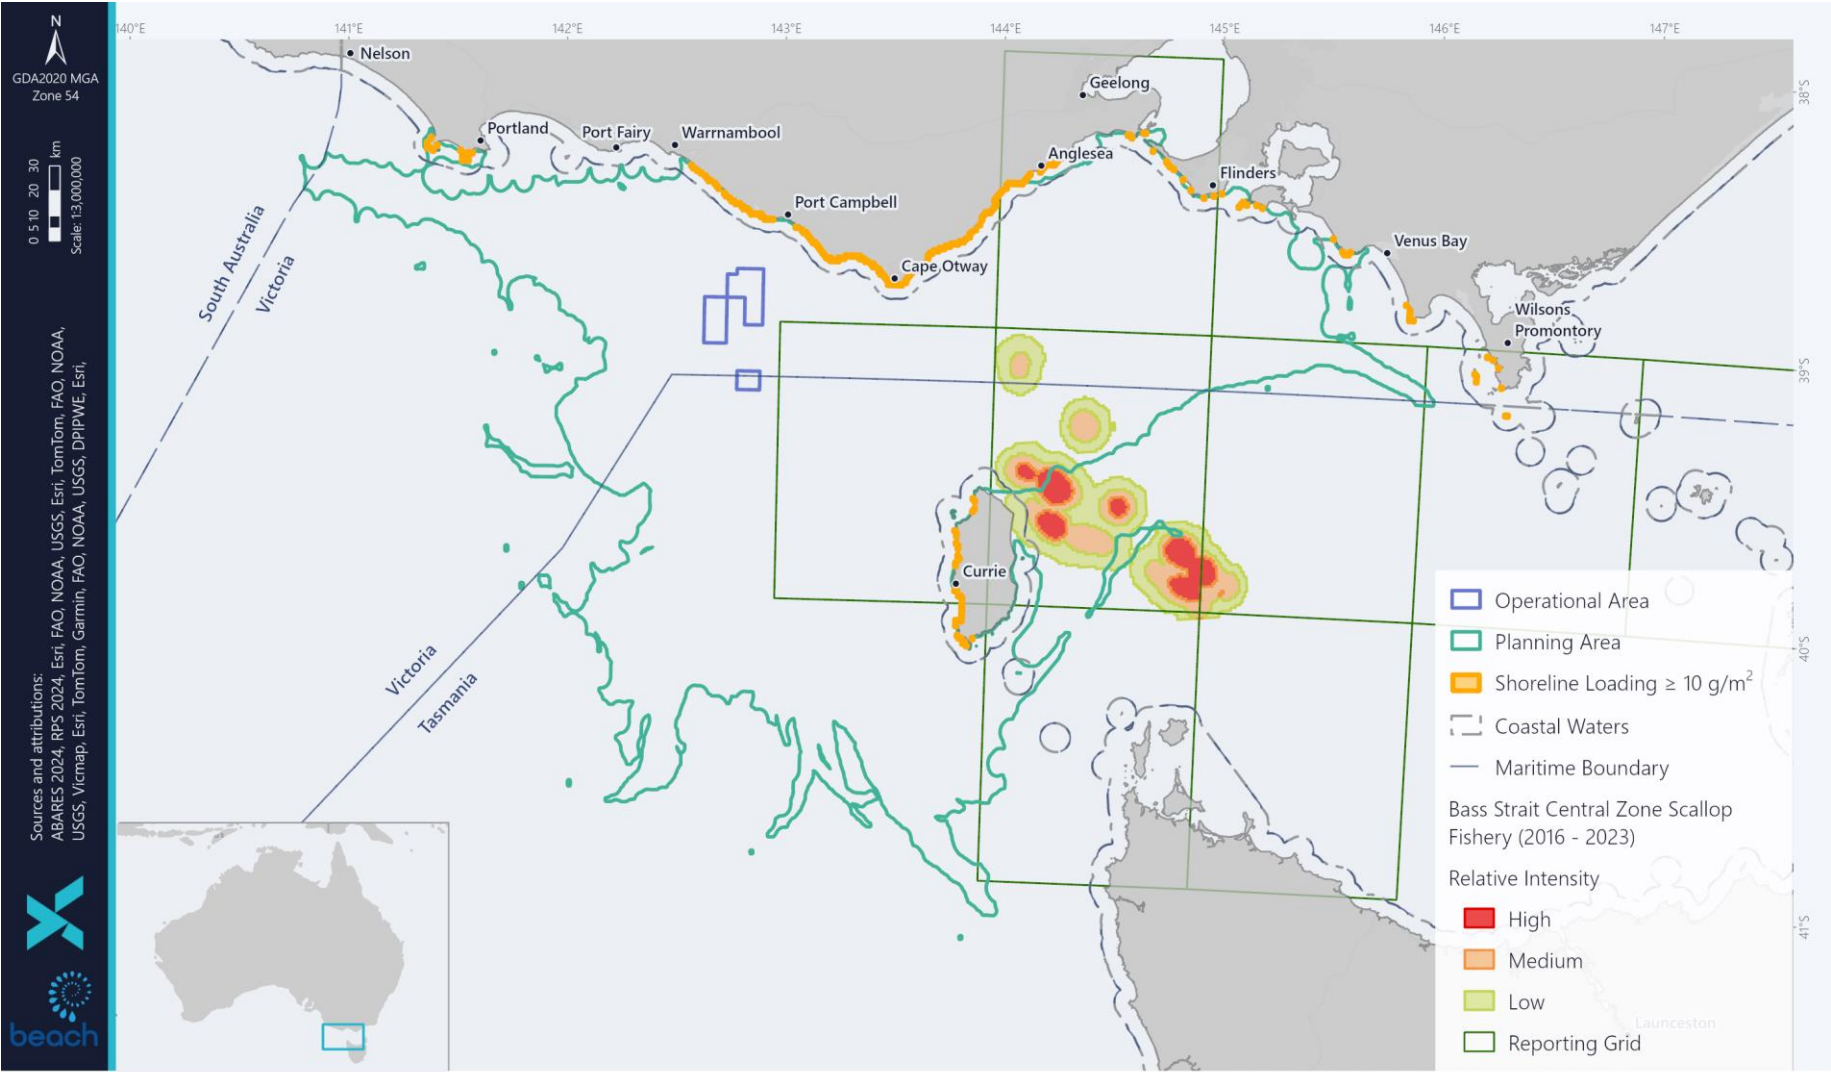 140°E
141°E
142°E
143°E
144°E
145°E
146°E
147°E
N
GDA2020 MGA
Zone 54
0 5 10 20 30 km
Scale: 1:3,000,000
Sources and attributions:
ABARES 2024, RPS 2024, Esri, FAO, NOAA, USGS, Esri, TomTom, FAO, NOAA,
USGS, Vicmap, Esri, TomTom, Garmin, FAO, NOAA, USGS, DPIPWE, Esri,
beach
Nelson
Portland
Port Fairy
Warrnambool
Geelong
Anglesea
Flinders
Port Campbell
Cape Otway
Venus Bay
Wilsons
Promontory
South Australia
Victoria
Currie
Victoria
Tasmania
38°S
39°S
40°S
41°S
Operational Area
Planning Area
Shoreline Loading ≥ 10 g/m²
Coastal Waters
Maritime Boundary
Bass Strait Central Zone Scallop
Fishery (2016 - 2023)
Relative Intensity
High
Medium
Low
Launceston
Reporting Grid